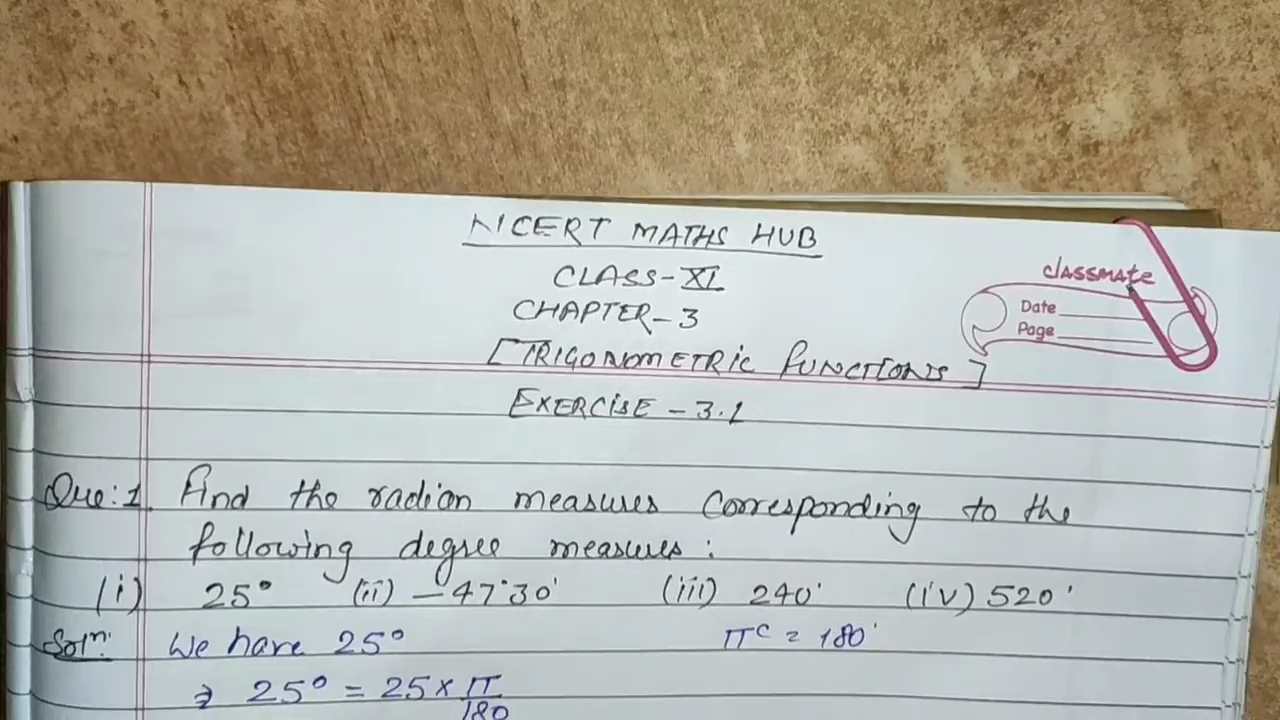 NCERT MATHS HUB
CLASS-XI
CHAPTER-3
[TRIGONOMETRIC FUNCTIONS]
EXERCISE-3.1
classmate
Date
Page
Que:1. Find the radian measures corresponding to the
following degree measures:
(i) 25° (ii) -47°30' (iii) 240° (iv) 520°
Solⁿ: We have 25° πᶜ = 180°
⇒ 25° = 25 × π/180